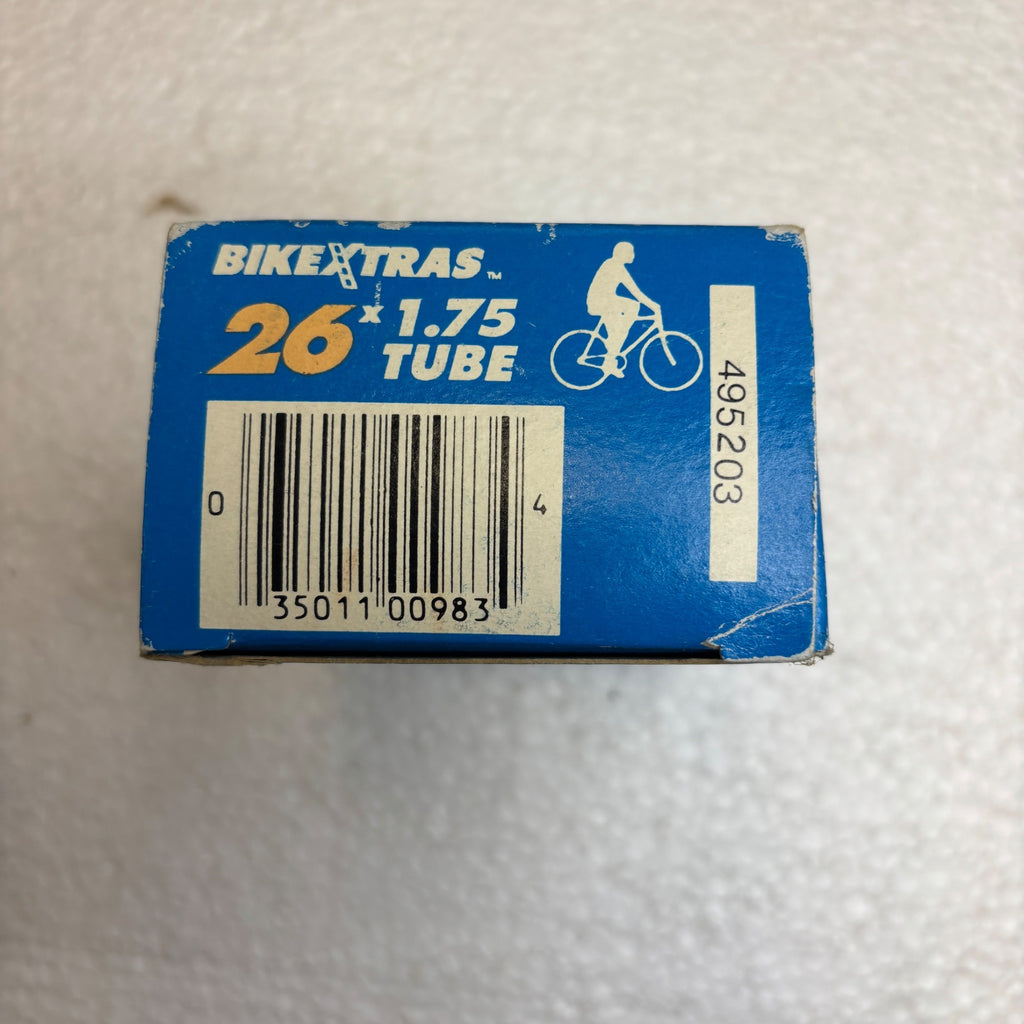 BIKEXTRAS™
26 x 1.75
TUBE
495203
0 35011 00983 4